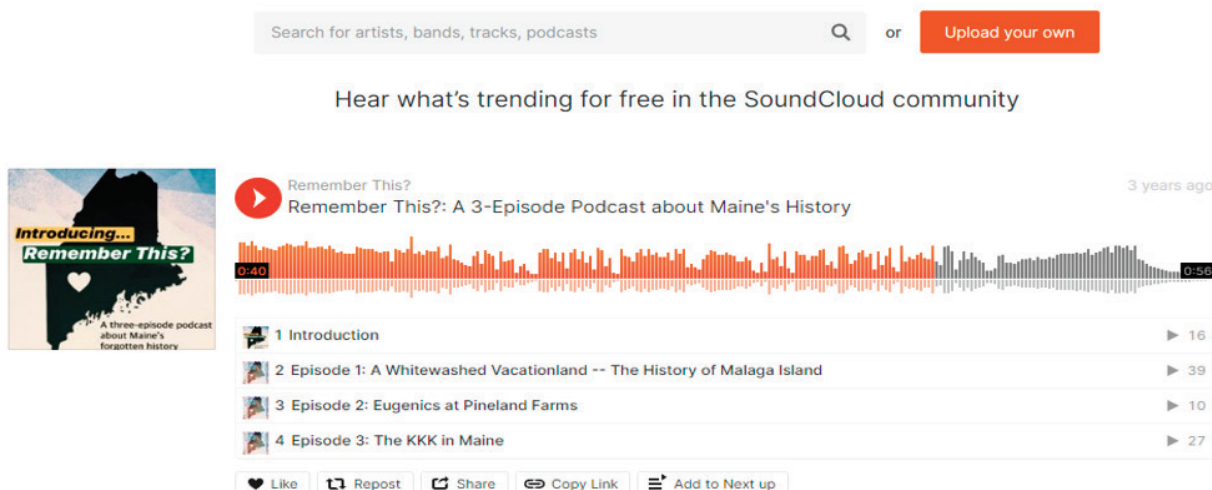 Search for artists, bands, tracks, podcasts or Upload your own
Hear what's trending for free in the SoundCloud community
Introducing...
Remember This?
A three-episode podcast
about Maine's
forgotten history
Remember This? 3 years ago
Remember This?: A 3-Episode Podcast about Maine's History
0:40 0:56
1 Introduction 16
2 Episode 1: A Whitewashed Vacationland -- The History of Malaga Island 39
3 Episode 2: Eugenics at Pineland Farms 10
4 Episode 3: The KKK in Maine 27
Like Repost Share Copy Link Add to Next up